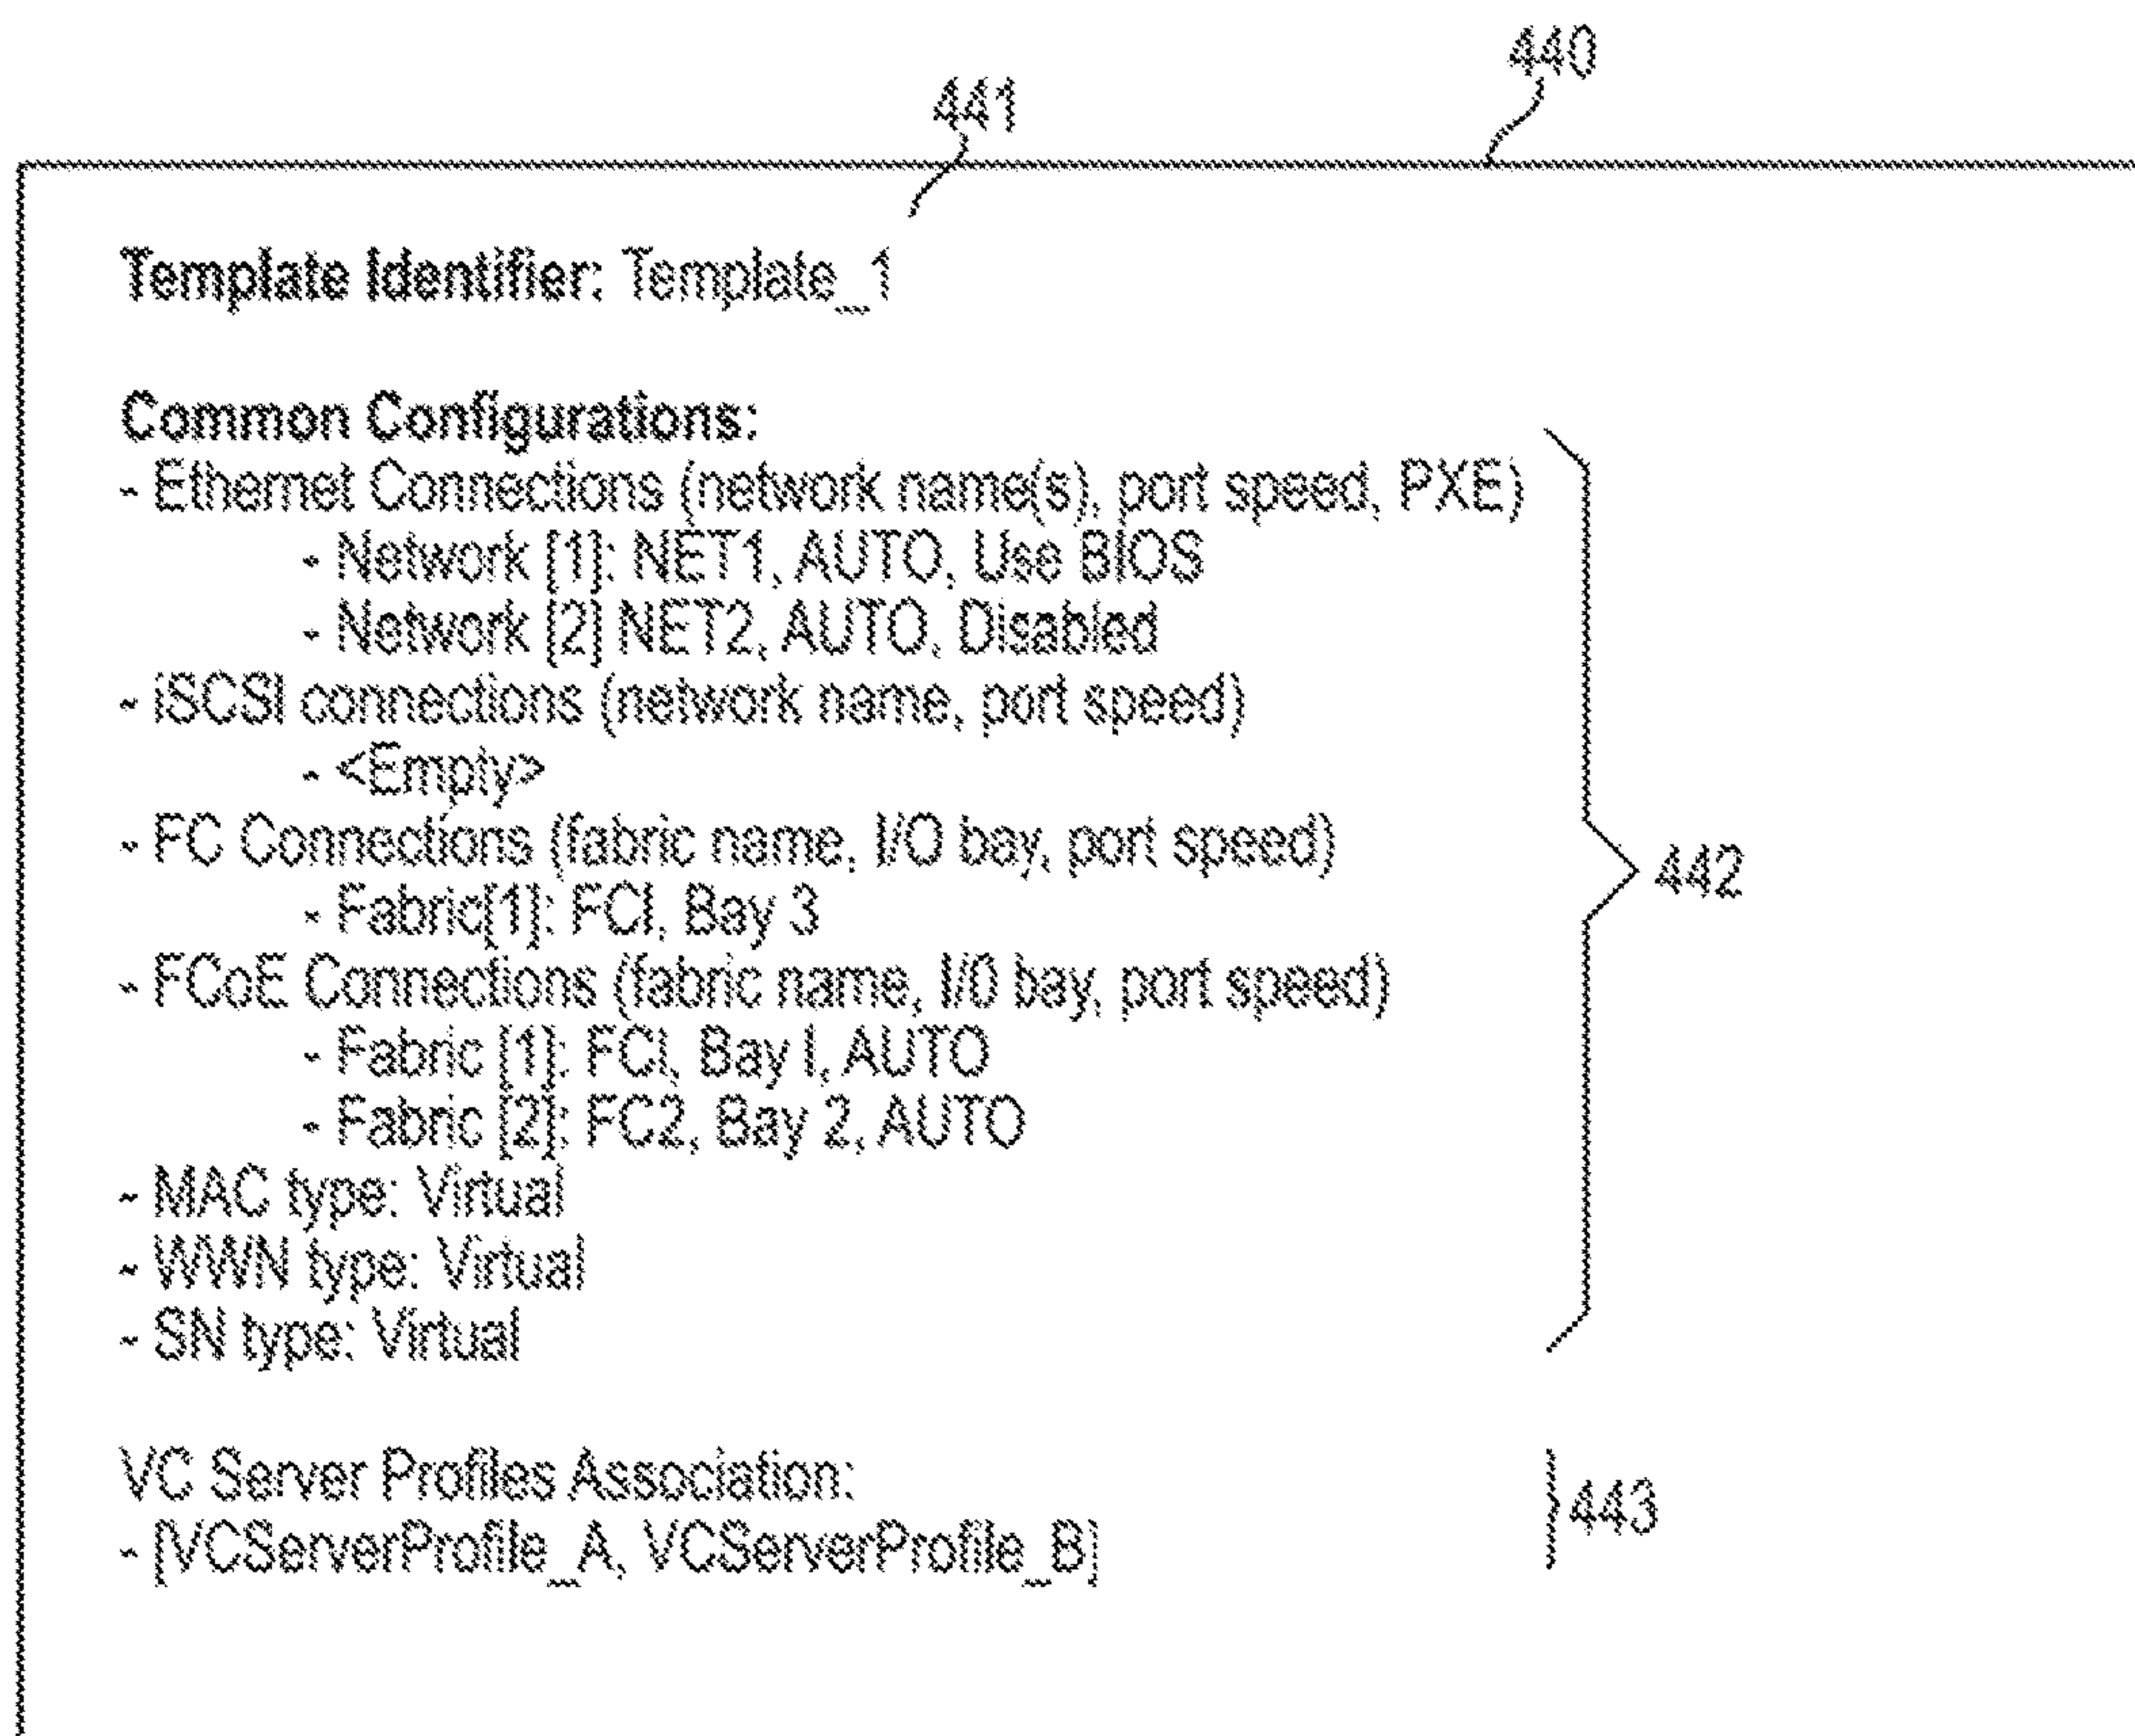 440
441
Template Identifier: Template_1
Common Configurations:
- Ethernet Connections (network name(s), port speed, PXE)
- Network [1]: NET1, AUTO, Use BIOS
- Network [2] NET2, AUTO, Disabled
- iSCSI connections (network name, port speed)
- <Empty>
- FC Connections (fabric name, I/O bay, port speed)
- Fabric[1]: FCI, Bay 3
- FCoE Connections (fabric name, I/O bay, port speed)
- Fabric [1]: FCI, Bay I, AUTO
- Fabric [2]: FC2, Bay 2, AUTO
442
- MAC type: Virtual
- WWN type: Virtual
- SN type: Virtual
VC Server Profiles Association:
- [VCServerProfile_A, VCServerProfile_B]
443